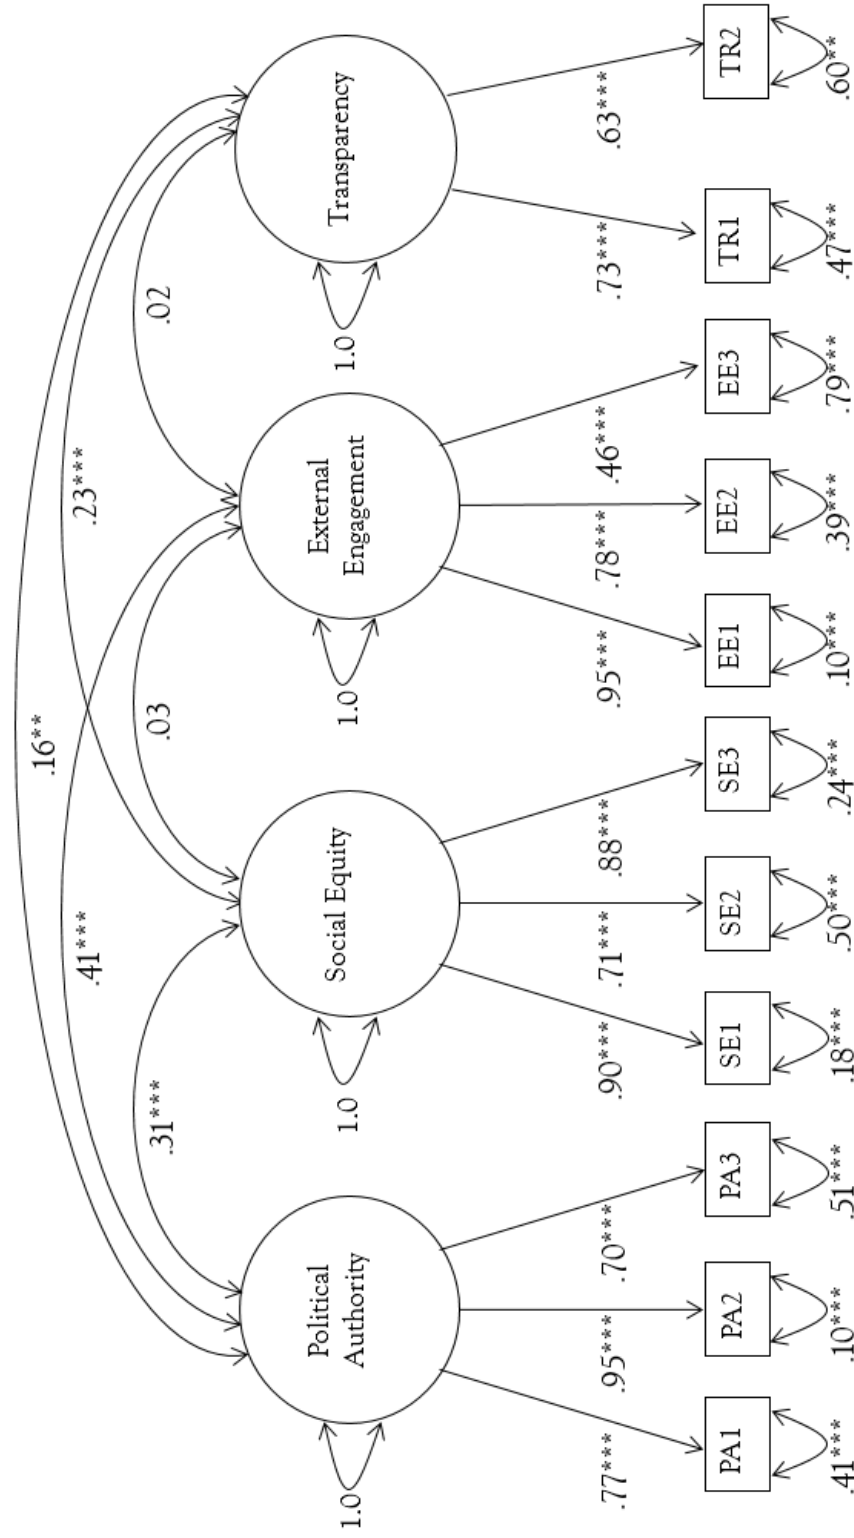 .16**
.41***
.23***
.31***
.03
.02
Political
Authority
Social Equity
External
Engagement
Transparency
1.0
1.0
1.0
1.0
.77***
.95***
.70***
.90***
.71***
.88***
.95***
.78***
.46***
.73***
.63***
PA1
PA2
PA3
SE1
SE2
SE3
EE1
EE2
EE3
TR1
TR2
.41***
.10***
.51***
.18***
.50***
.24***
.10***
.39***
.79***
.47***
.60**